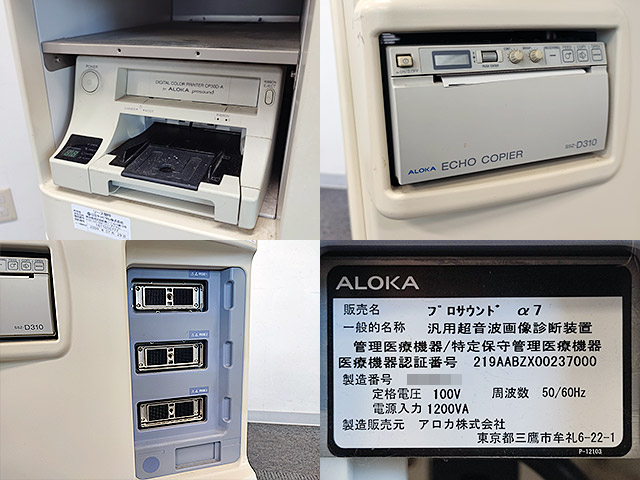 POWER
DIGITAL COLOR PRINTER CP00D-A
for ALOKA prosound
RIBBON
EJECT
ALOKA ECHO COPIER SSZ-D310
SSZ-D310
ALOKA
販売名 プロサウンド α7
一般的名称 汎用超音波画像診断装置
管理医療機器/特定保守管理医療機器
医療機器認証番号 219AABZX00237000
製造番号
定格電圧 100V 周波数 50/60Hz
電源入力 1200VA
製造販売元 アロカ株式会社
東京都三鷹市牟礼6-22-1
P-12103